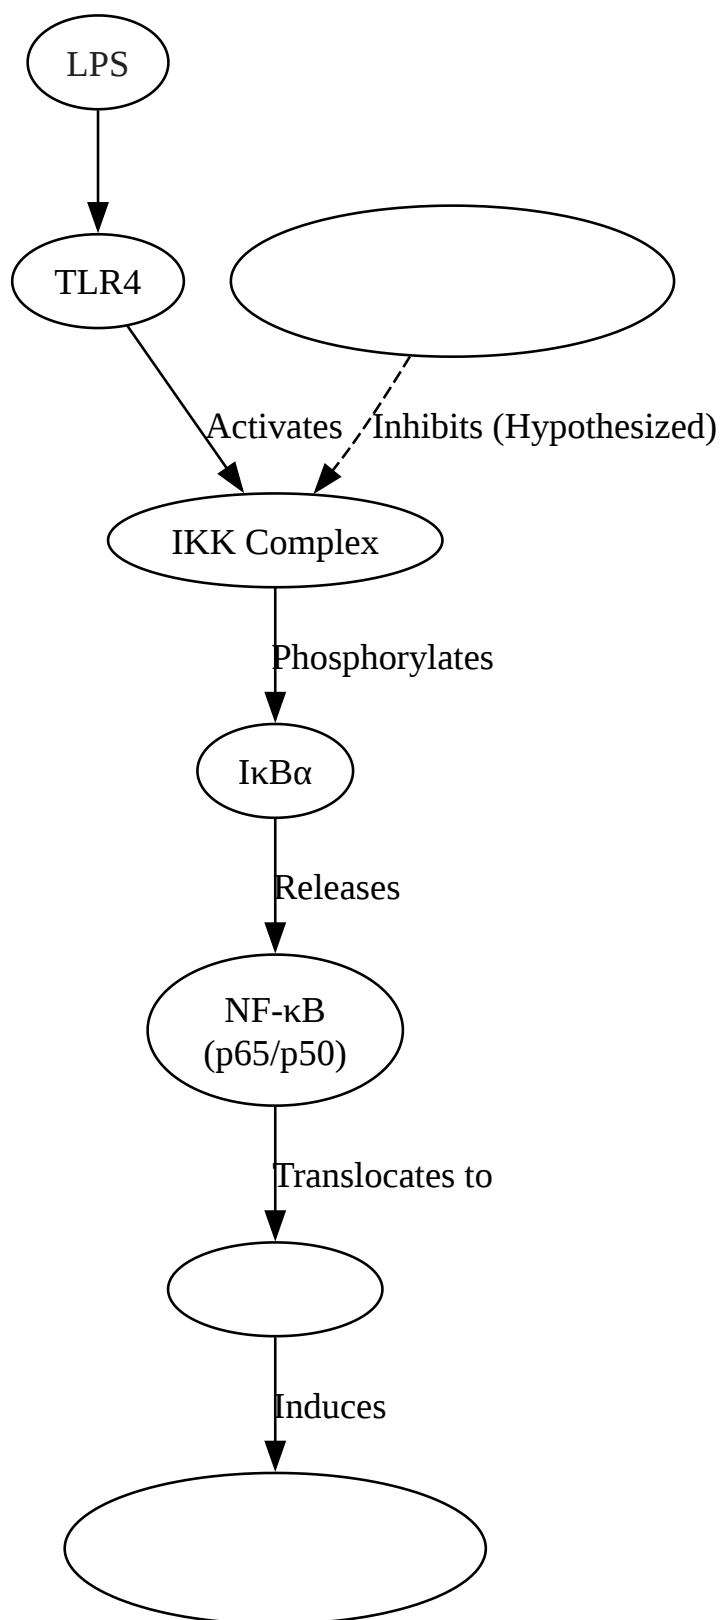 LPS
TLR4
Activates
Inhibits (Hypothesized)
IKK Complex
Phosphorylates
IκBα
Releases
NF-κB
(p65/p50)
Translocates to
Induces